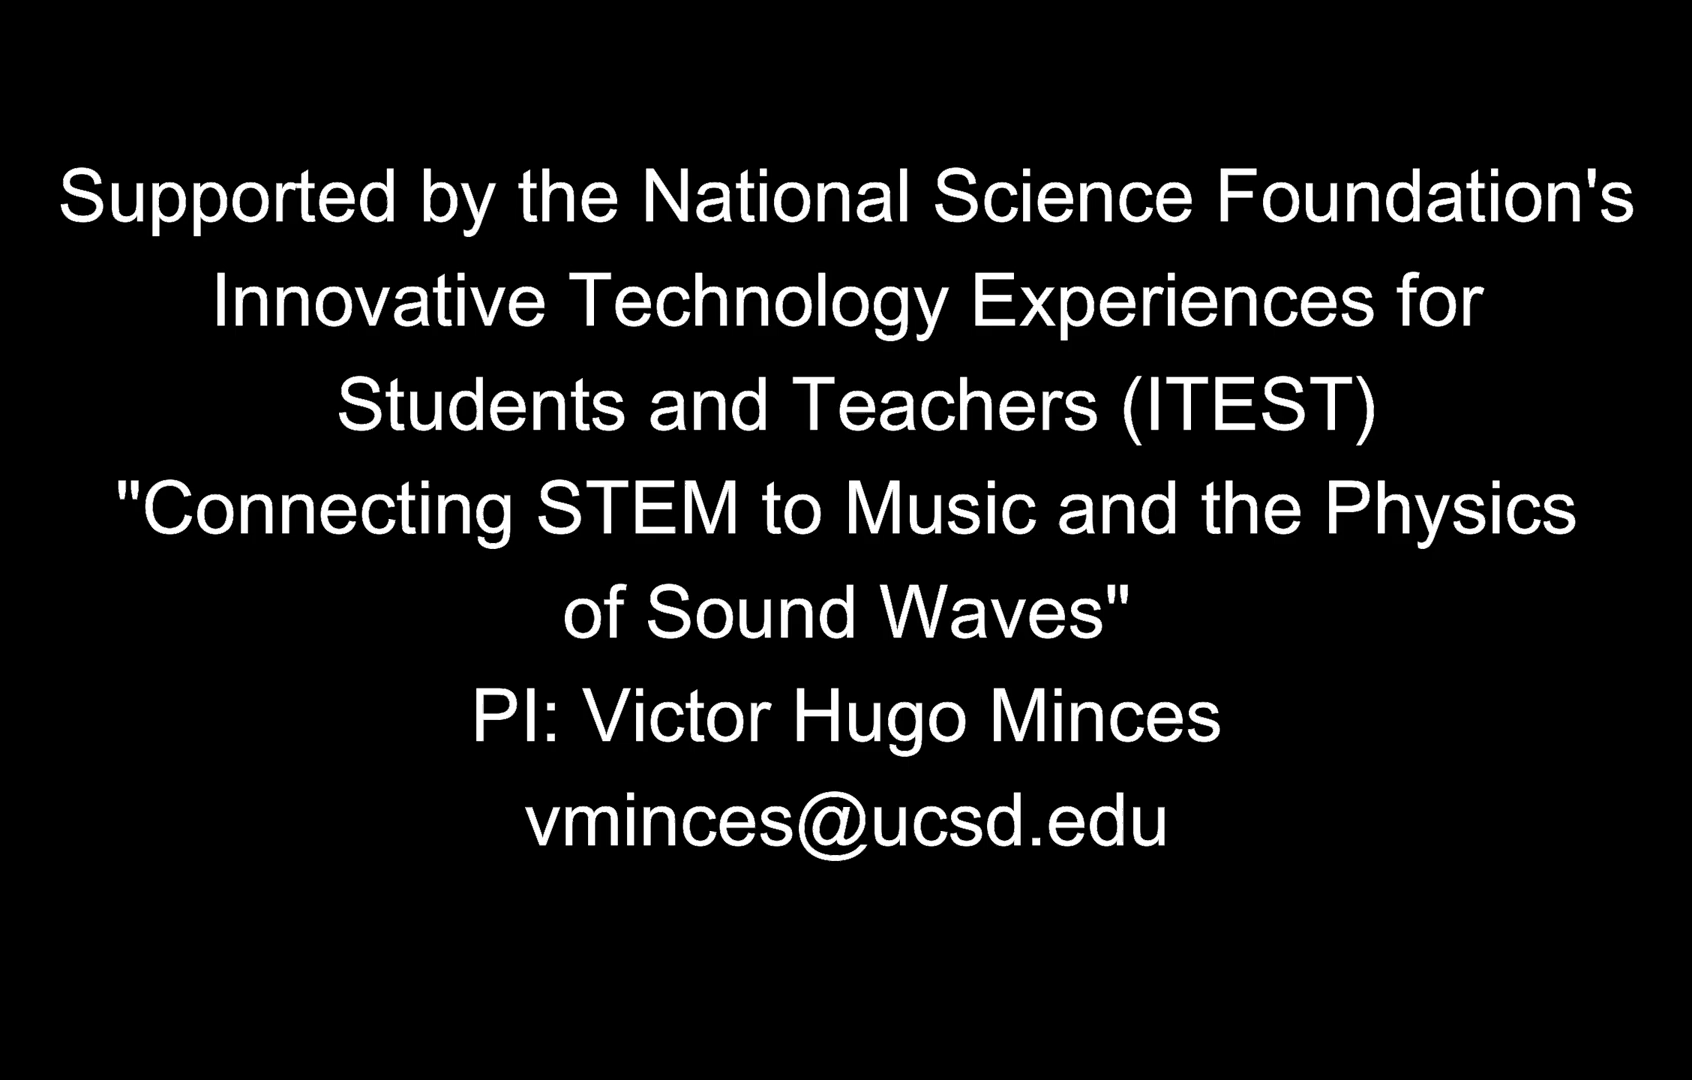 Supported by the National Science Foundation's
Innovative Technology Experiences for
Students and Teachers (ITEST)
"Connecting STEM to Music and the Physics
of Sound Waves"
PI: Victor Hugo Minces
vminces@ucsd.edu